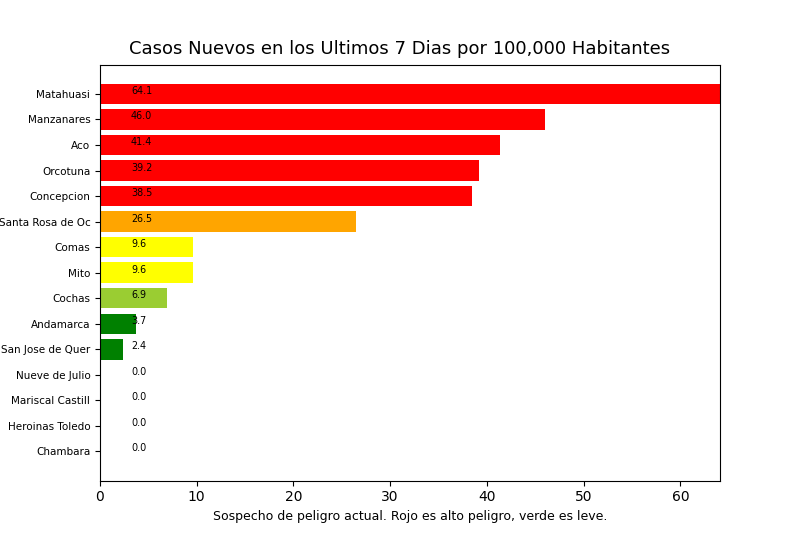 Casos Nuevos en los Ultimos 7 Dias por 100,000 Habitantes
Matahuasi 64.1
Manzanares 46.0
Aco 41.4
Orcotuna 39.2
Concepcion 38.5
Santa Rosa de Oc 26.5
Comas 9.6
Mito 9.6
Cochas 6.9
Andamarca 3.7
San Jose de Quer 2.4
Nueve de Julio 0.0
Mariscal Castill 0.0
Heroinas Toledo 0.0
Chambara 0.0
0 10 20 30 40 50 60
Sospecho de peligro actual. Rojo es alto peligro, verde es leve.